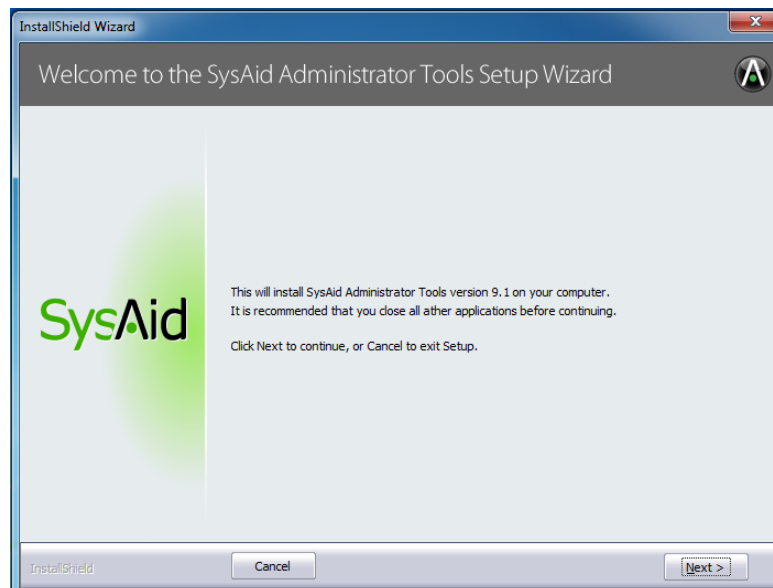 InstallShield Wizard
Welcome to the SysAid Administrator Tools Setup Wizard
SysAid
This will install SysAid Administrator Tools version 9.1 on your computer.
It is recommended that you close all ather applications before continuing.
Click Next to continue, or Cancel to exit Setup.
InstallShield
Cancel
Next >